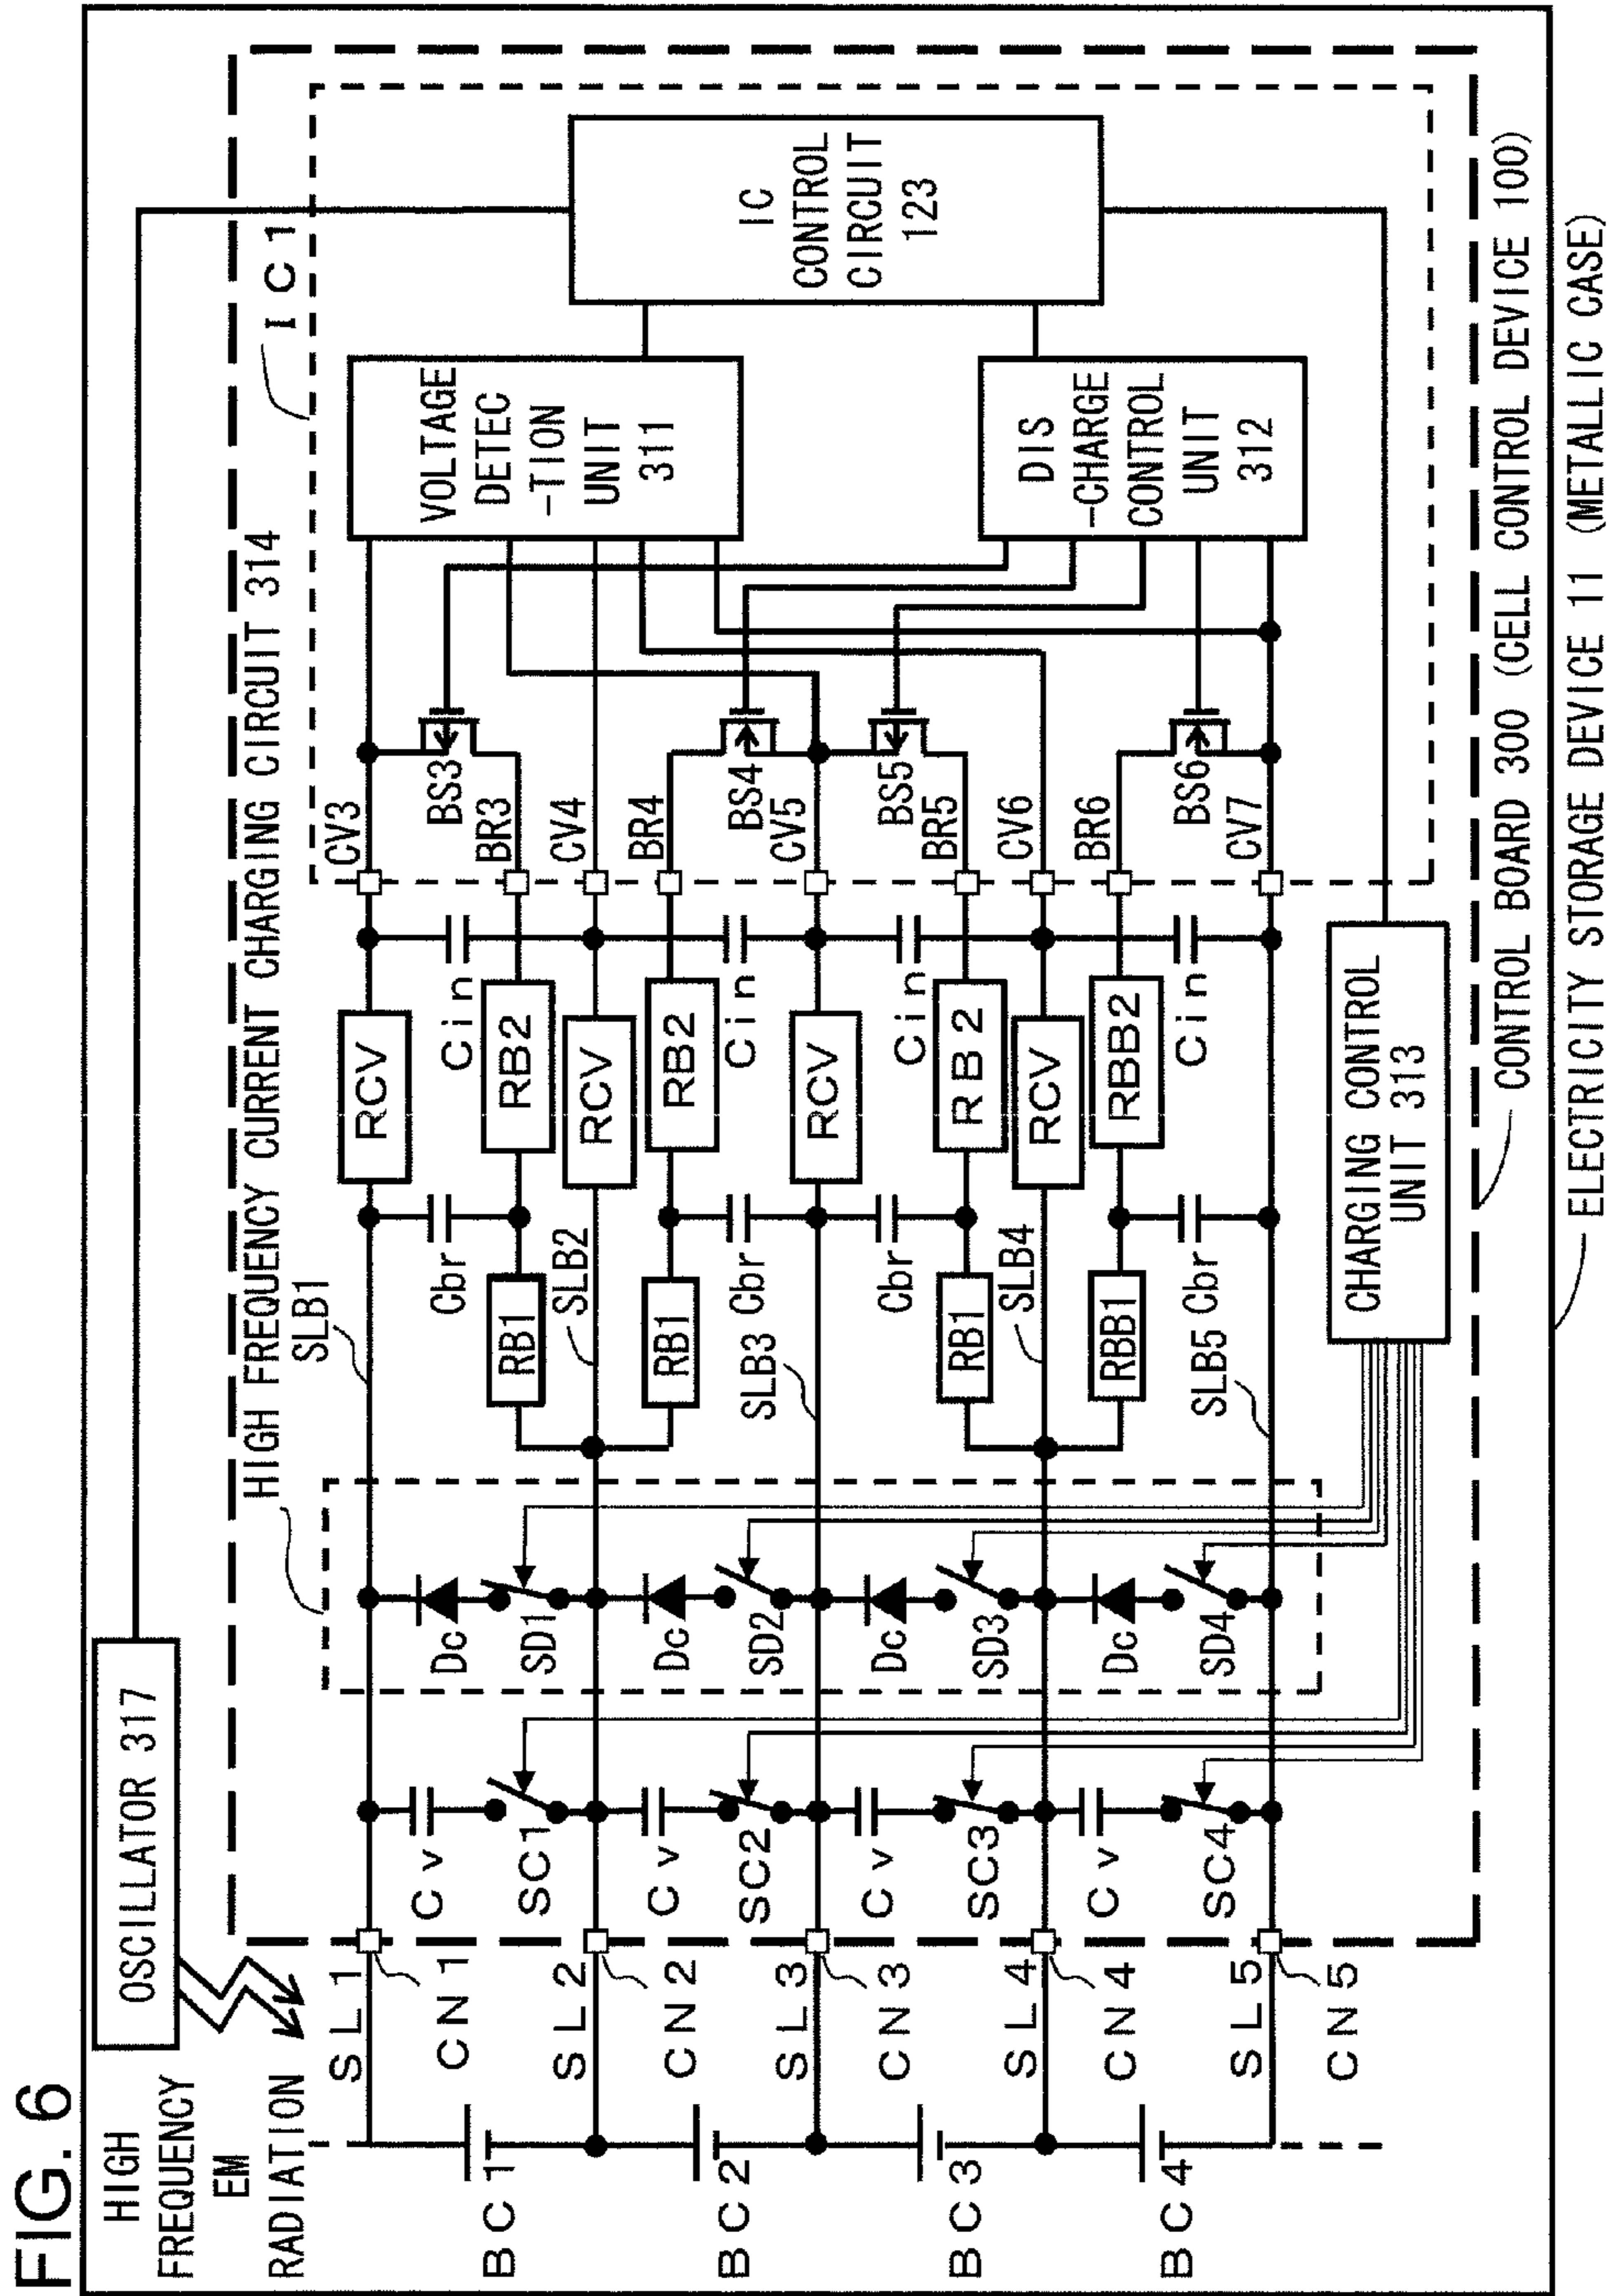 FIG. 6
HIGH
FREQUENCY
EM
RADIATION
OSCILLATOR 317
HIGH FREQUENCY CURRENT CHARGING CIRCUIT 314
IC1
SL1
CN1
SL2
CN2
SL3
CN3
SL4
CN4
SL5
CN5
BC1
BC2
BC3
BC4
Cv
SC1
Cv
SC2
Cv
SC3
Cv
SC4
Dc
SD1
Dc
SD2
Dc
SD3
Dc
SD4
SLB1
SLB2
SLB3
SLB4
SLB5
Cbr
Cbr
Cbr
Cbr
RB1
RB1
RB1
RBB1
RCV
RB2
RCV
RB2
RCV
RB2
RCV
RBB2
Cin
Cin
Cin
Cin
CV3
BR3
CV4
BR4
CV5
BR5
CV6
BR6
CV7
BS3
BS4
BS5
BS6
VOLTAGE
DETEC
-TION
UNIT
311
DIS
-CHARGE
CONTROL
UNIT
312
IC
CONTROL
CIRCUIT
123
CHARGING CONTROL
UNIT 313
CONTROL BOARD 300 (CELL CONTROL DEVICE 100)
ELECTRICITY STORAGE DEVICE 11 (METALLIC CASE)